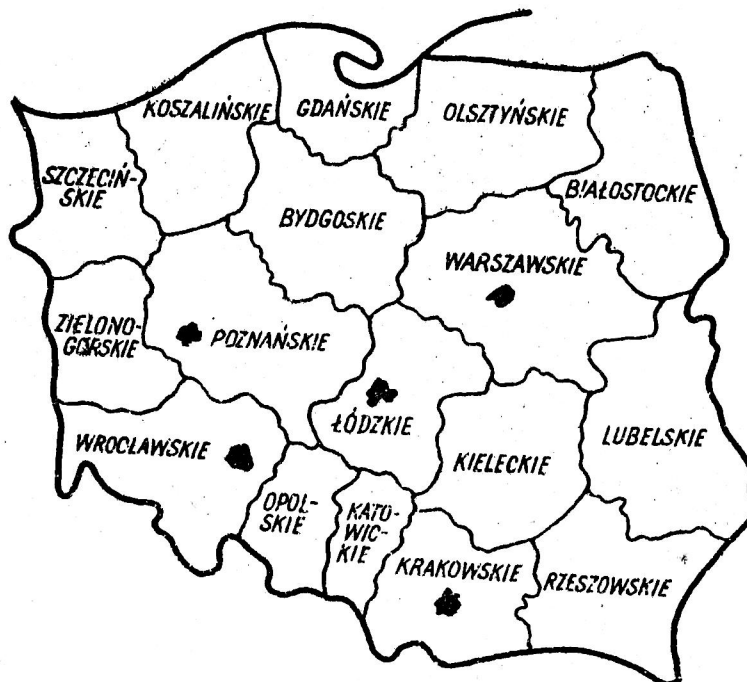 KOSZALIŃSKIE
GDAŃSKIE
OLSZTYŃSKIE
SZCZECIŃ-
SKIE
BIAŁOSTOCKIE
BYDGOSKIE
WARSZAWSKIE
ZIELONO-
GÓRSKIE
POZNAŃSKIE
ŁÓDZKIE
WROCŁAWSKIE
LUBELSKIE
KIELECKIE
OPOL-
SKIE
KATO-
WIC-
KIE
KRAKOWSKIE
RZESZOWSKIE